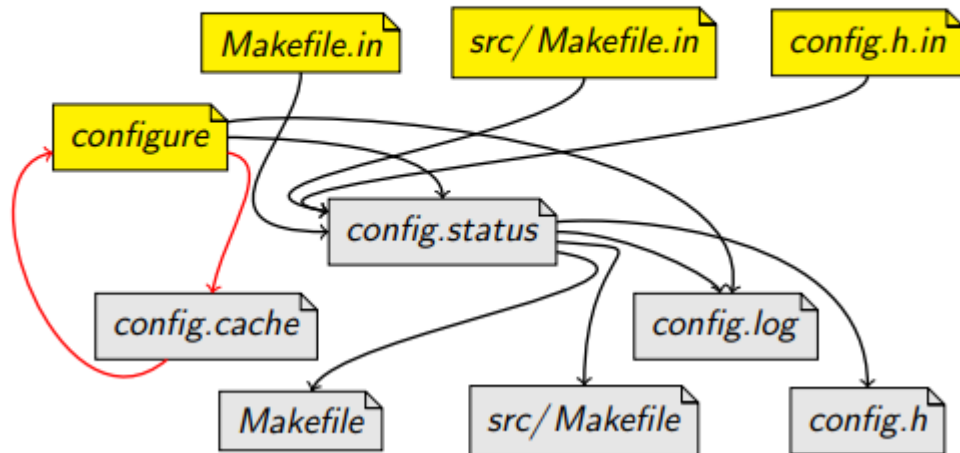 Makefile.in
src/Makefile.in
config.h.in
configure
config.status
config.cache
config.log
Makefile
src/Makefile
config.h